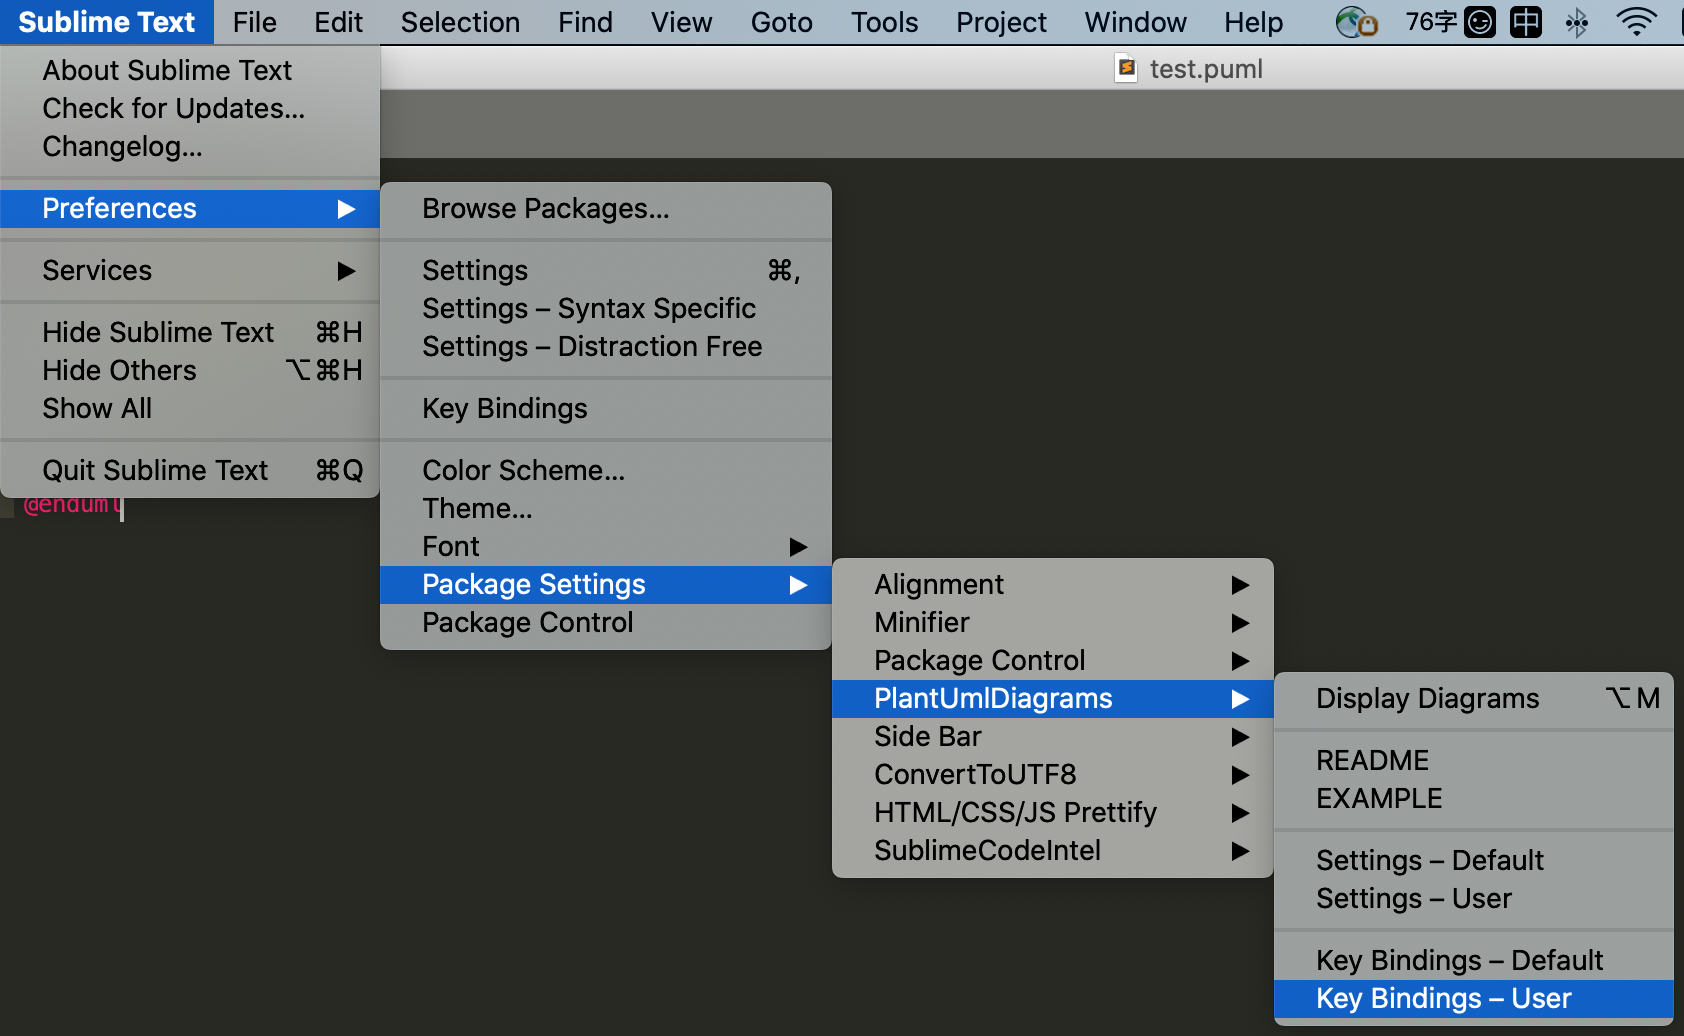 Sublime Text File Edit Selection Find View Goto Tools Project Window Help 76字 中
test.puml
About Sublime Text
Check for Updates...
Changelog...
Preferences
Services
Hide Sublime Text ⌘H
Hide Others ⌥⌘H
Show All
Quit Sublime Text ⌘Q
@enduml
Browse Packages...
Settings ⌘,
Settings – Syntax Specific
Settings – Distraction Free
Key Bindings
Color Scheme...
Theme...
Font
Package Settings
Package Control
Alignment
Minifier
Package Control
PlantUmlDiagrams
Side Bar
ConvertToUTF8
HTML/CSS/JS Prettify
SublimeCodeIntel
Display Diagrams ⌥M
README
EXAMPLE
Settings – Default
Settings – User
Key Bindings – Default
Key Bindings – User